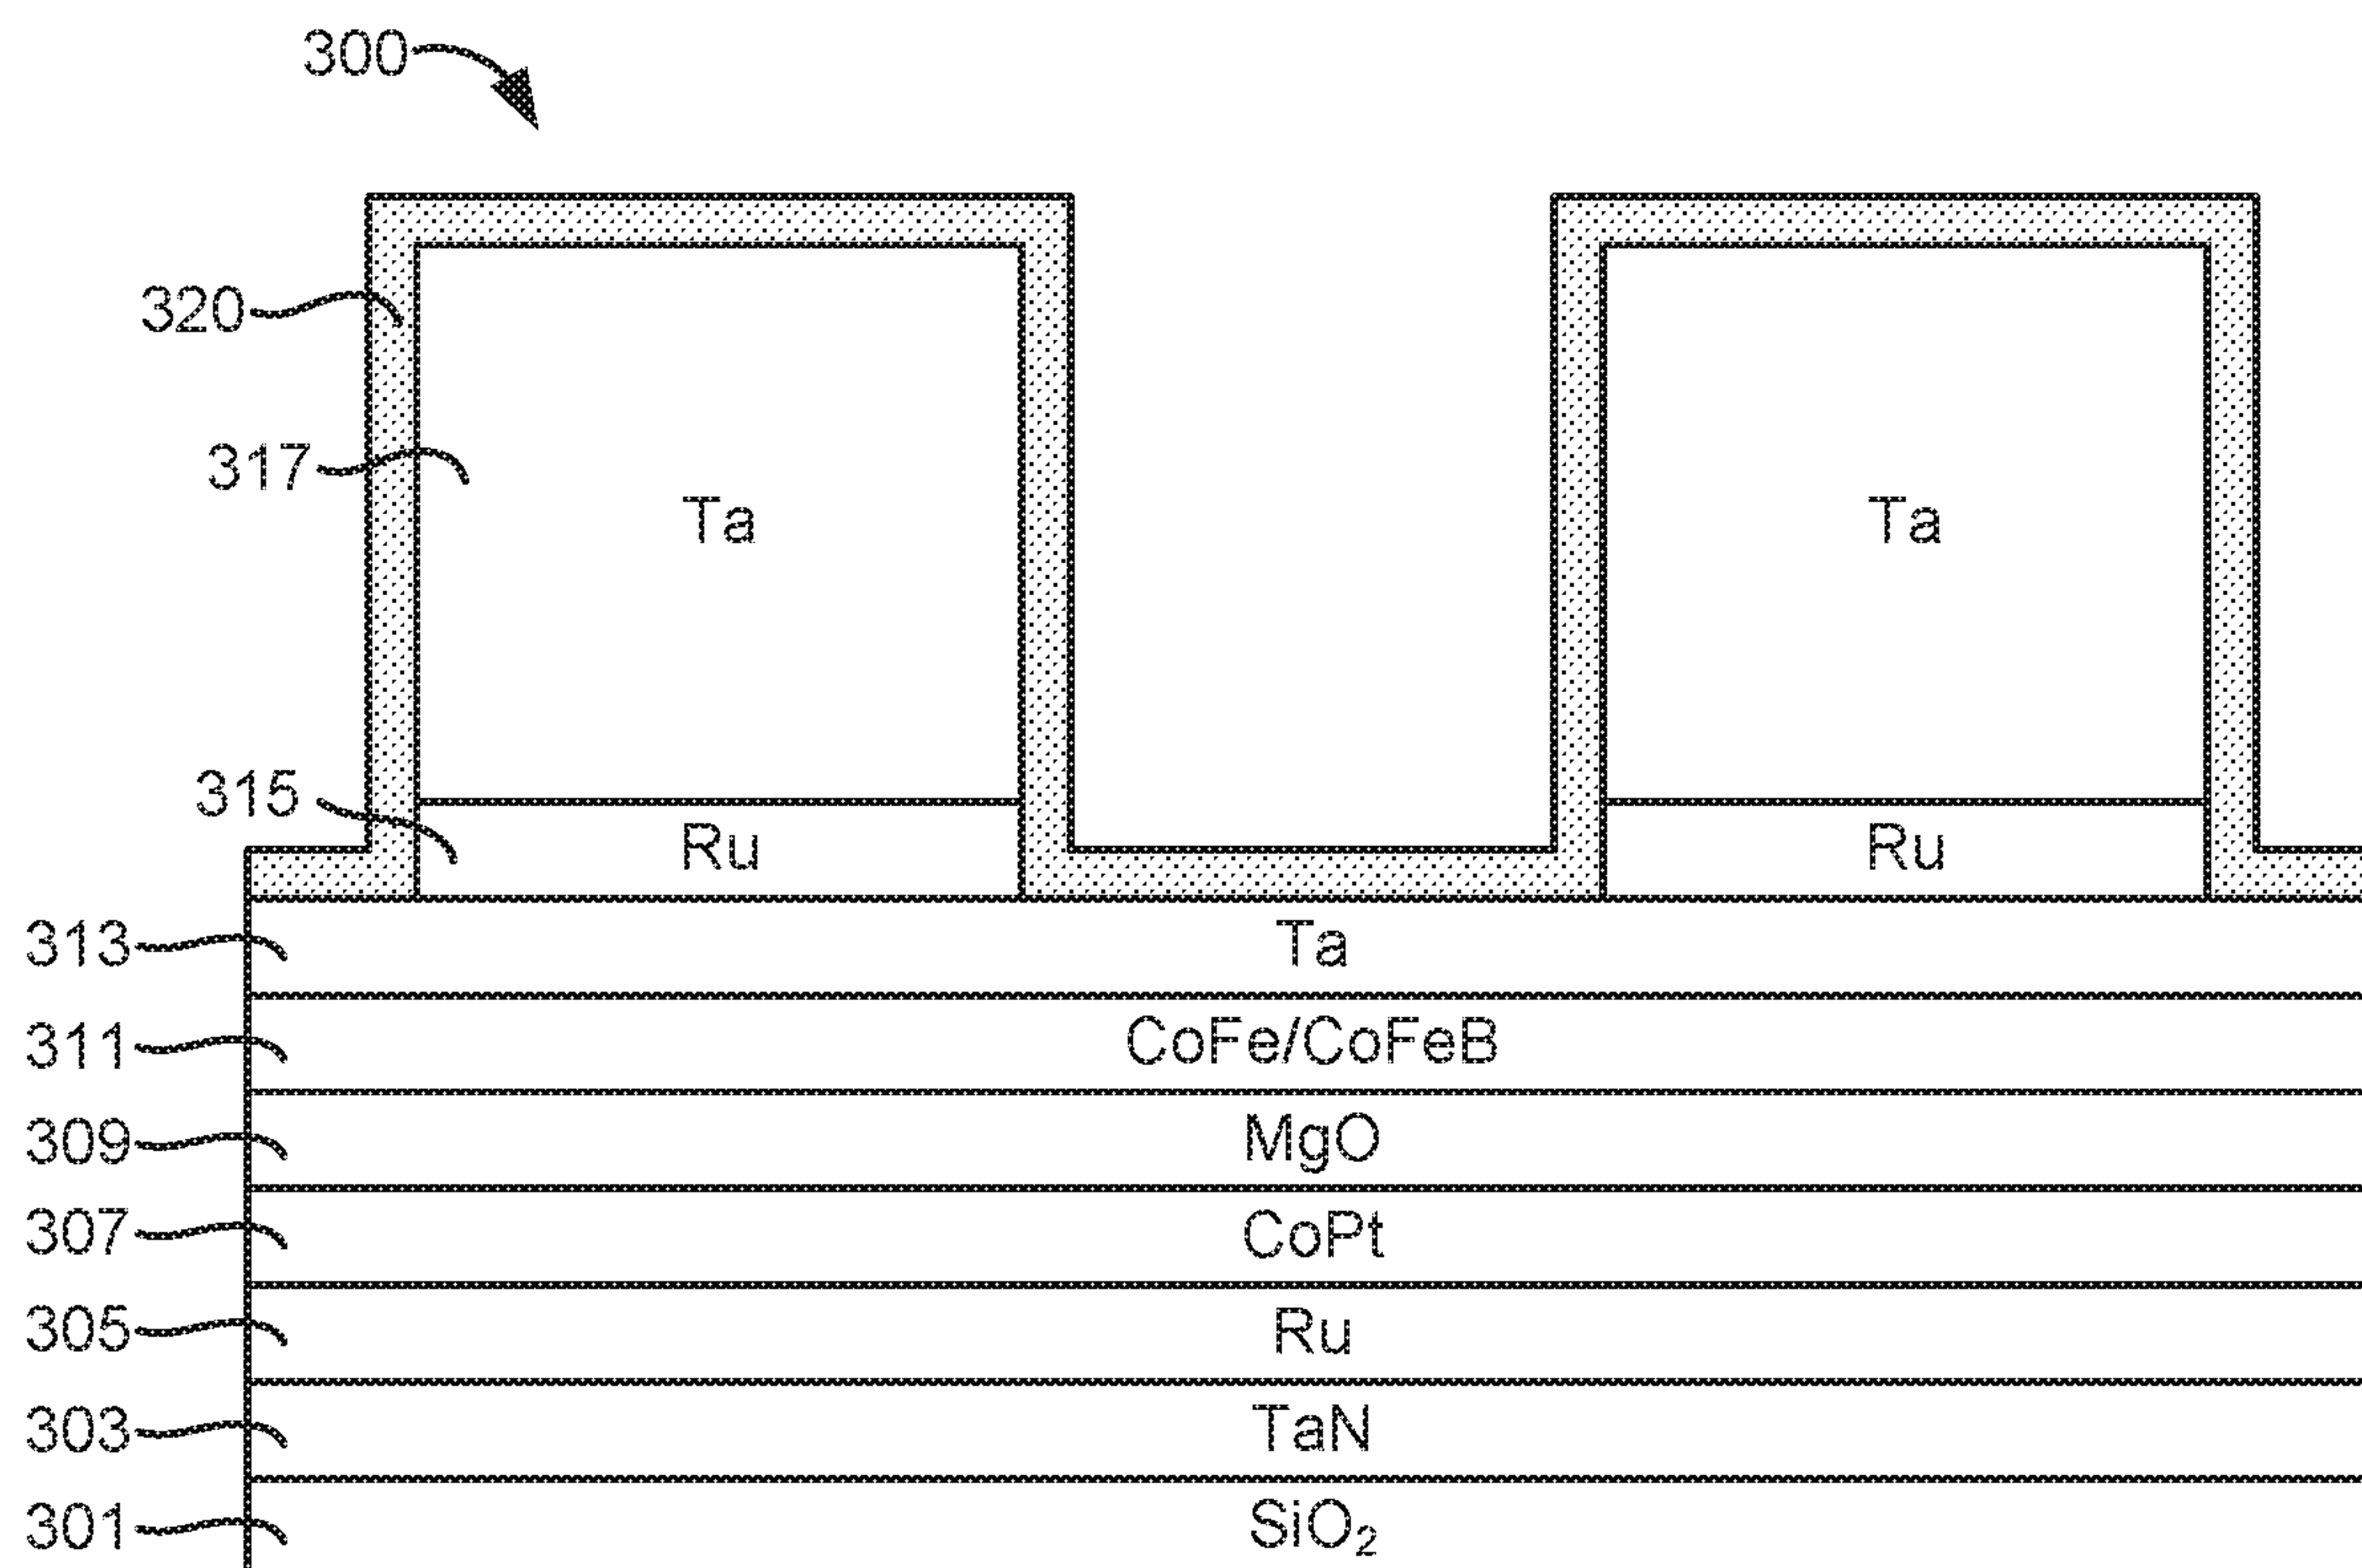 300
320
317 Ta Ta
315 Ru Ru
313 Ta
311 CoFe/CoFeB
309 MgO
307 CoPt
305 Ru
303 TaN
301 SiO₂